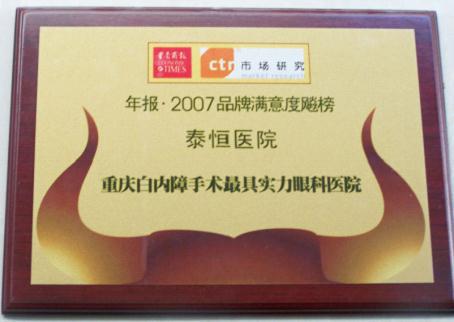 重庆商报
ECONOMIC
TIMES
ctr 市场研究
market research
年报·2007品牌满意度飚榜
泰恒医院
重庆白内障手术最具实力眼科医院